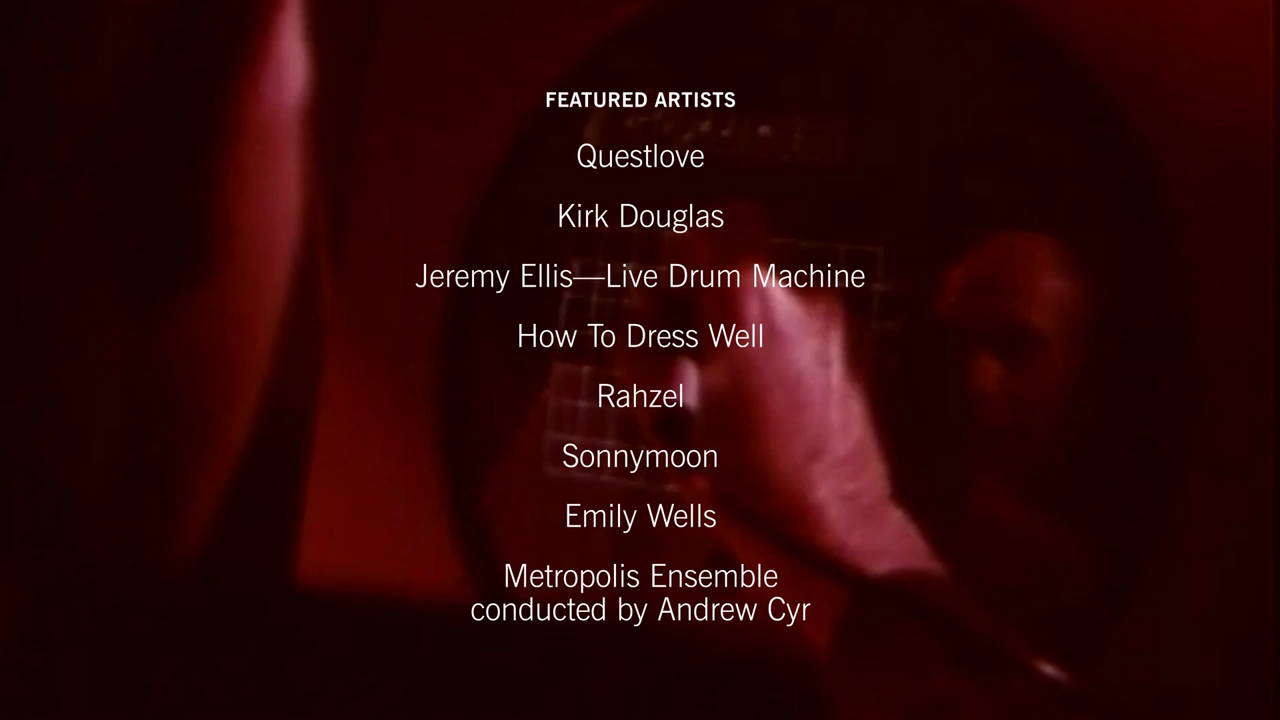 FEATURED ARTISTS
Questlove
Kirk Douglas
Jeremy Ellis—Live Drum Machine
How To Dress Well
Rahzel
Sonnymoon
Emily Wells
Metropolis Ensemble
conducted by Andrew Cyr